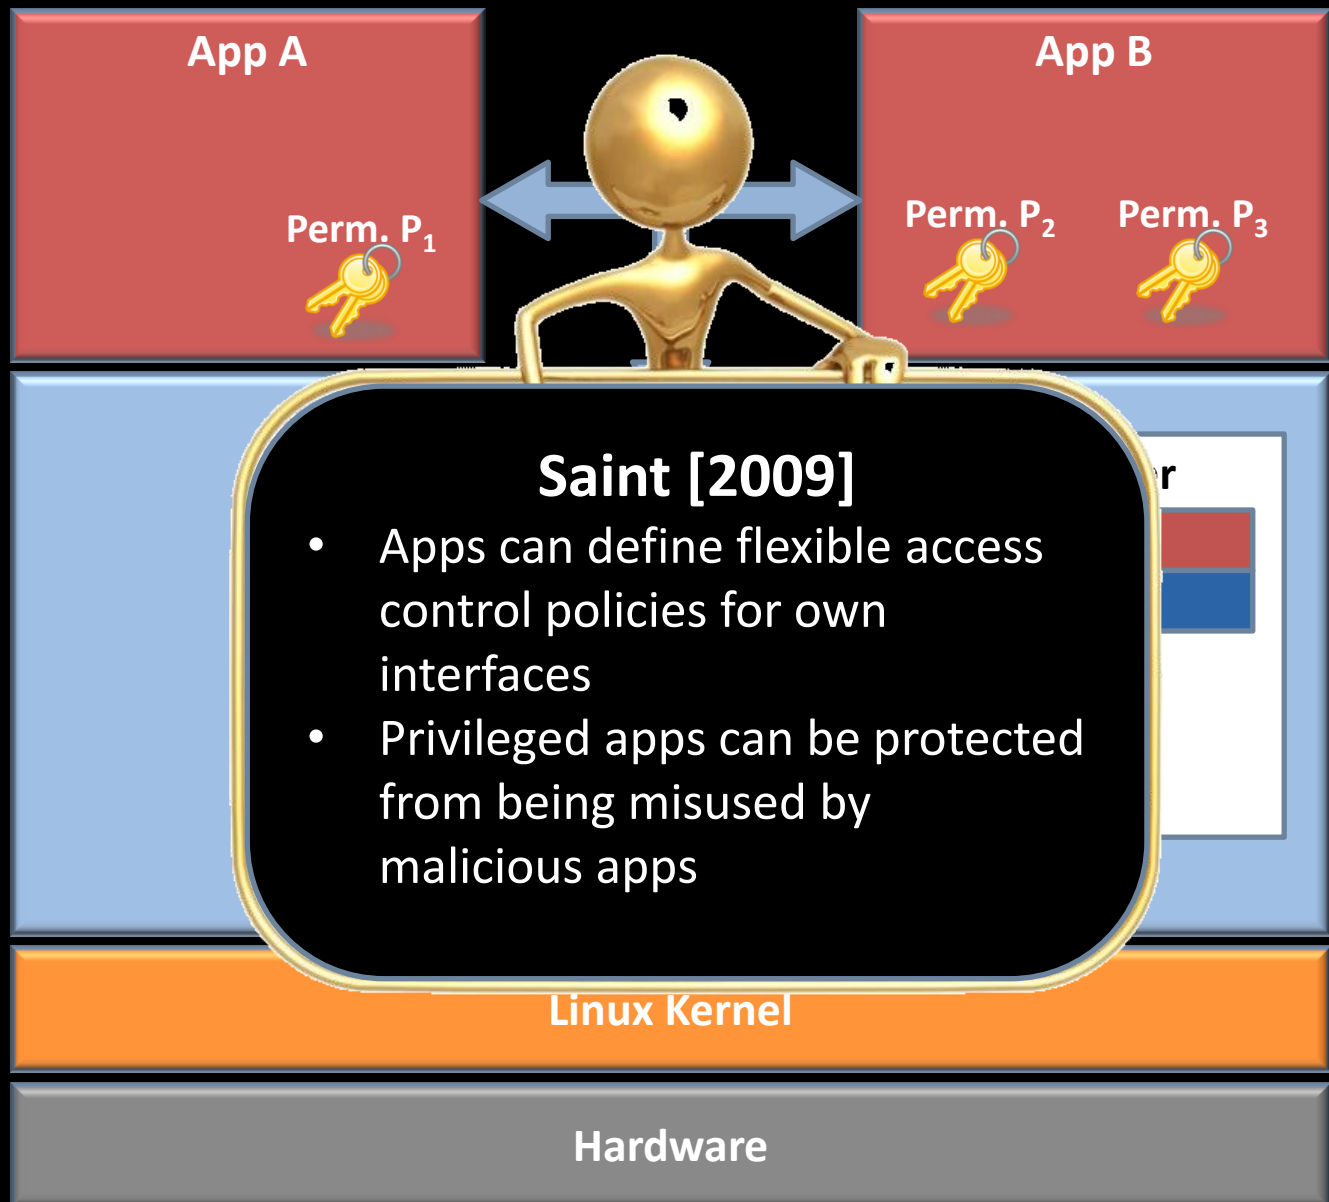 App A
App B
Perm. P₁
Perm. P₂
Perm. P₃
Saint [2009]
• Apps can define flexible access
control policies for own
interfaces
• Privileged apps can be protected
from being misused by
malicious apps
Linux Kernel
Hardware